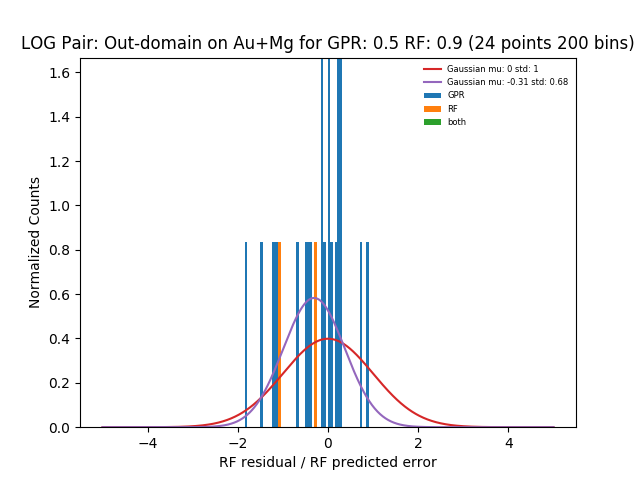 LOG Pair: Out-domain on Au+Mg for GPR: 0.5 RF: 0.9 (24 points 200 bins)
Gaussian mu: 0 std: 1
Gaussian mu: -0.31 std: 0.68
GPR
RF
both
Normalized Counts
1.6
1.4
1.2
1.0
0.8
0.6
0.4
0.2
0.0
−4
−2
0
2
4
RF residual / RF predicted error